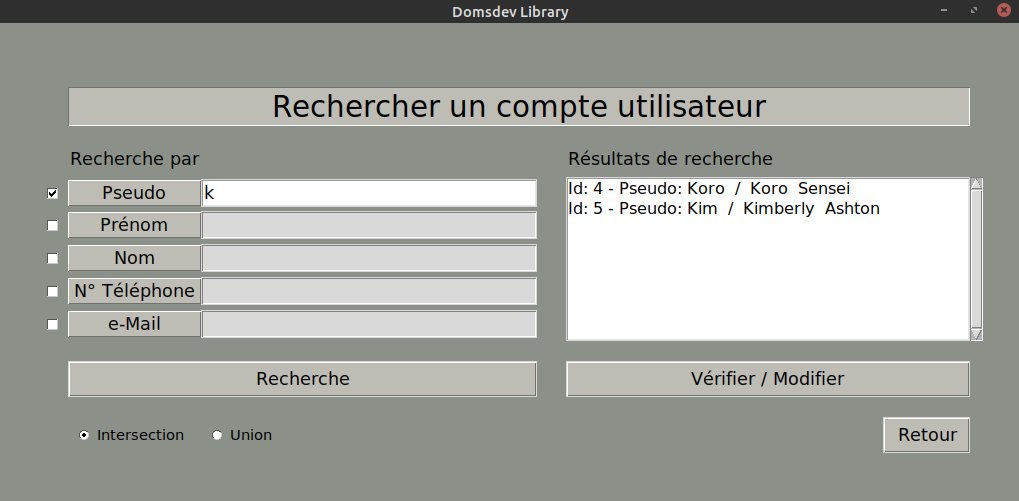 Domsdev Library
Rechercher un compte utilisateur
Recherche par
Pseudo k
Prénom
Nom
N° Téléphone
e-Mail
Recherche
Intersection Union
Résultats de recherche
Id: 4 - Pseudo: Koro / Koro Sensei
Id: 5 - Pseudo: Kim / Kimberly Ashton
Vérifier / Modifier
Retour